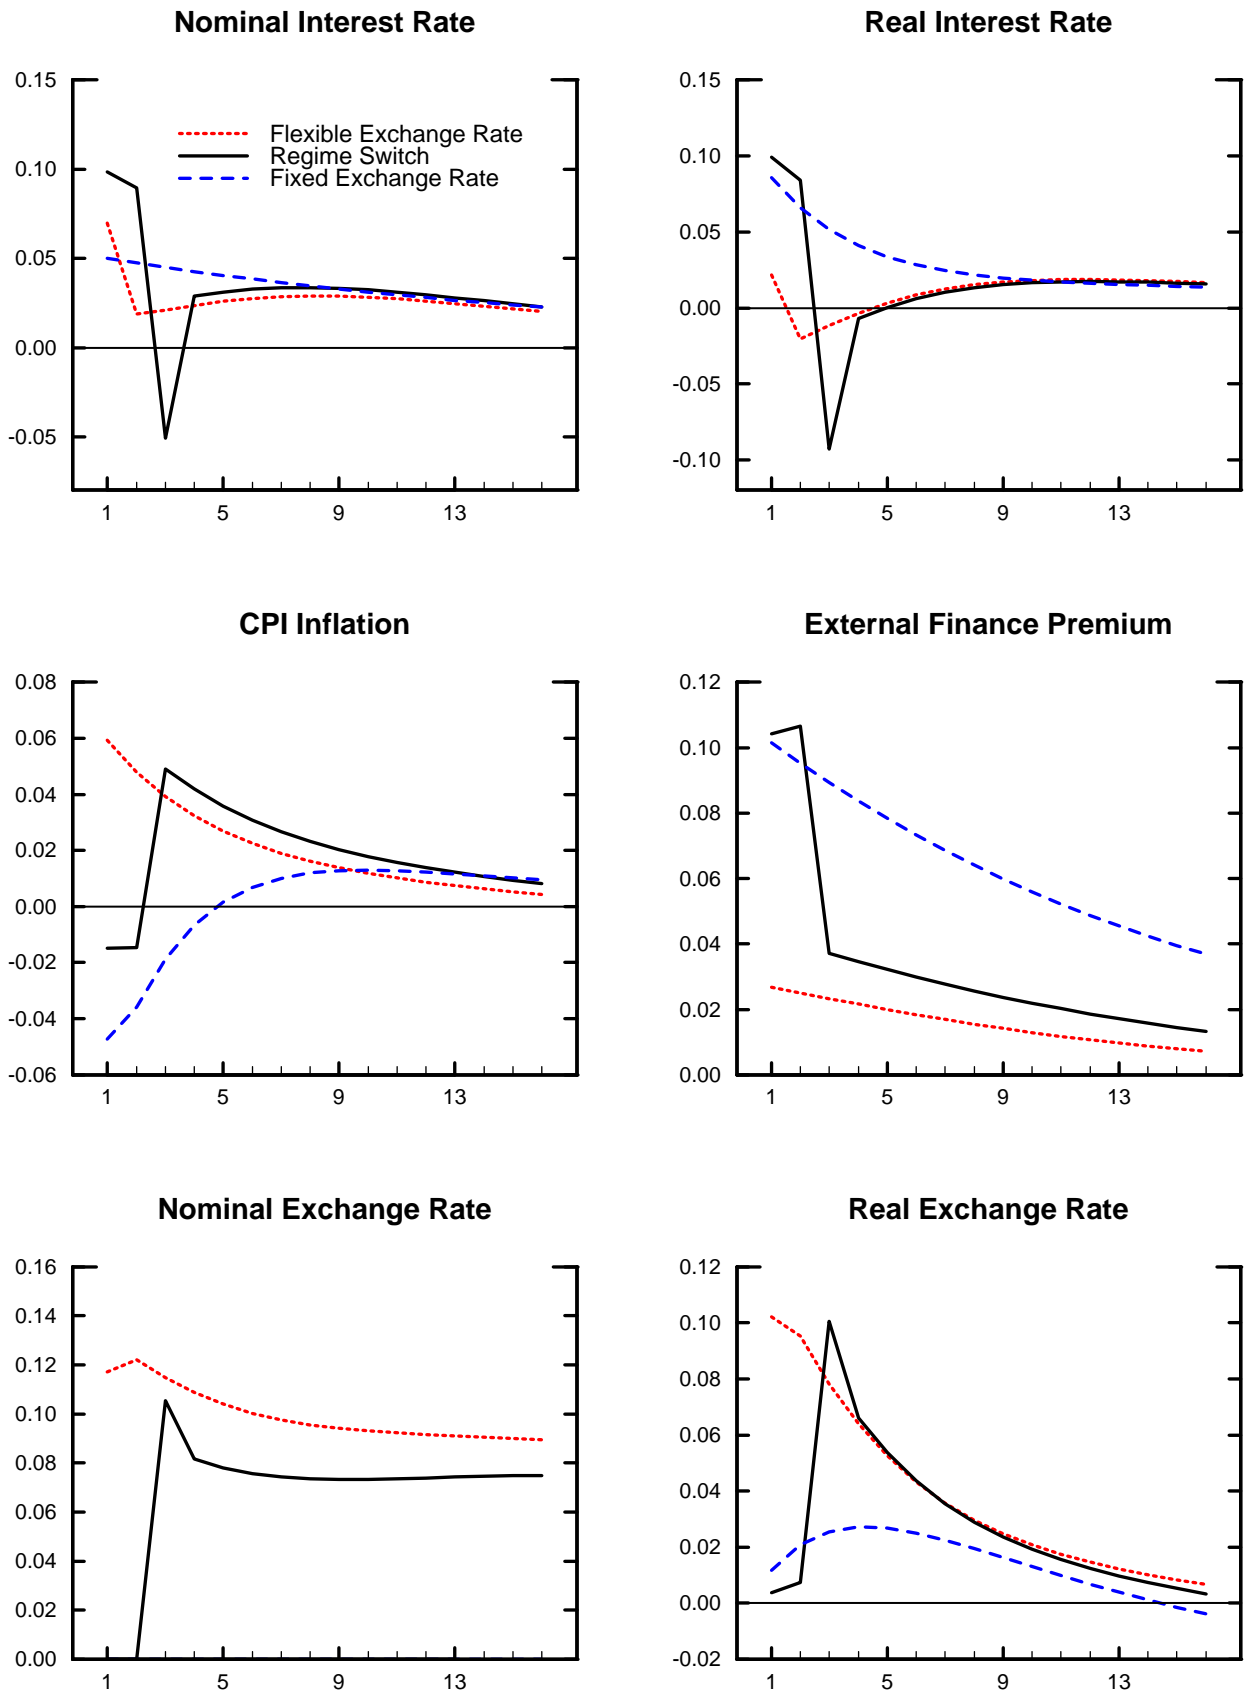 Nominal Interest Rate
0.15
0.10
0.05
0.00
-0.05
Flexible Exchange Rate
Regime Switch
Fixed Exchange Rate
1 5 9 13
Real Interest Rate
0.15
0.10
0.05
0.00
-0.05
-0.10
1 5 9 13
CPI Inflation
0.08
0.06
0.04
0.02
0.00
-0.02
-0.04
-0.06
1 5 9 13
External Finance Premium
0.12
0.10
0.08
0.06
0.04
0.02
0.00
1 5 9 13
Nominal Exchange Rate
0.16
0.14
0.12
0.10
0.08
0.06
0.04
0.02
0.00
1 5 9 13
Real Exchange Rate
0.12
0.10
0.08
0.06
0.04
0.02
0.00
-0.02
1 5 9 13